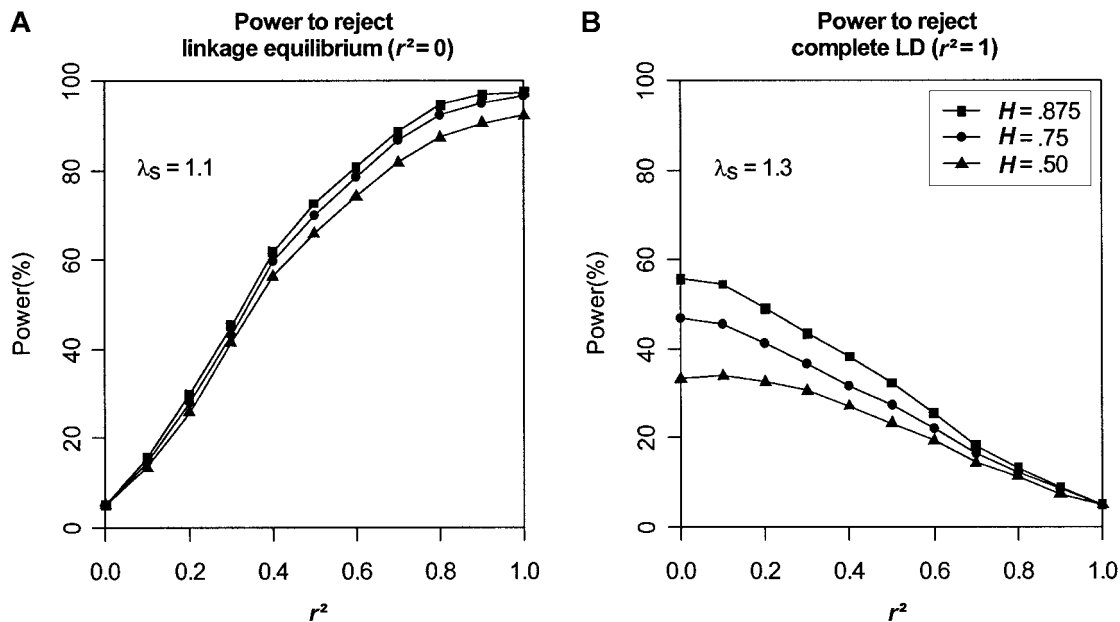 A
Power to reject
linkage equilibrium (r²= 0)
100
80
60
40
20
0
Power(%)
λS = 1.1
0.0 0.2 0.4 0.6 0.8 1.0
r²
B
Power to reject
complete LD (r²= 1)
100
80
60
40
20
0
Power(%)
λS = 1.3
H = .875
H = .75
H = .50
0.0 0.2 0.4 0.6 0.8 1.0
r²